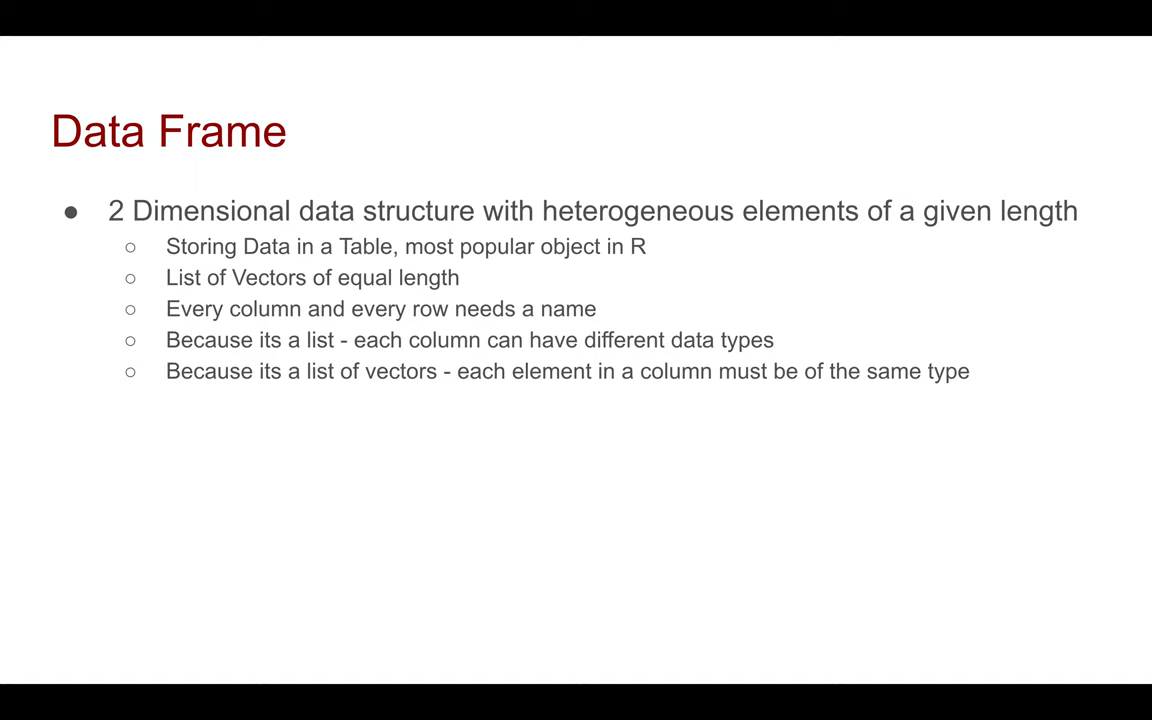 Data Frame
● 2 Dimensional data structure with heterogeneous elements of a given length
○ Storing Data in a Table, most popular object in R
○ List of Vectors of equal length
○ Every column and every row needs a name
○ Because its a list - each column can have different data types
○ Because its a list of vectors - each element in a column must be of the same type